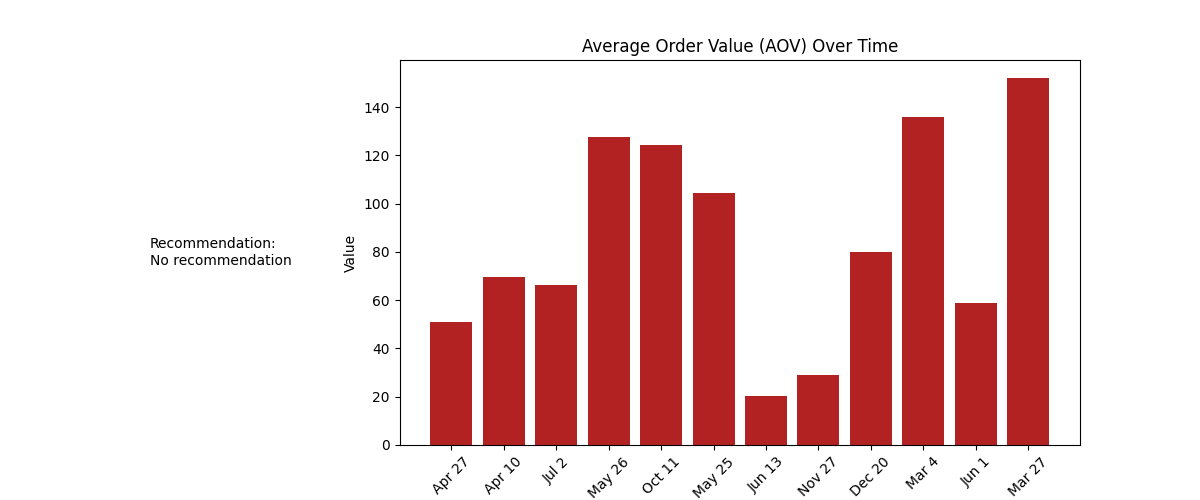 Average Order Value (AOV) Over Time
Recommendation:
No recommendation
Value
140
120
100
80
60
40
20
0
Apr 27
Apr 10
Jul 2
May 26
Oct 11
May 25
Jun 13
Nov 27
Dec 20
Mar 4
Jun 1
Mar 27